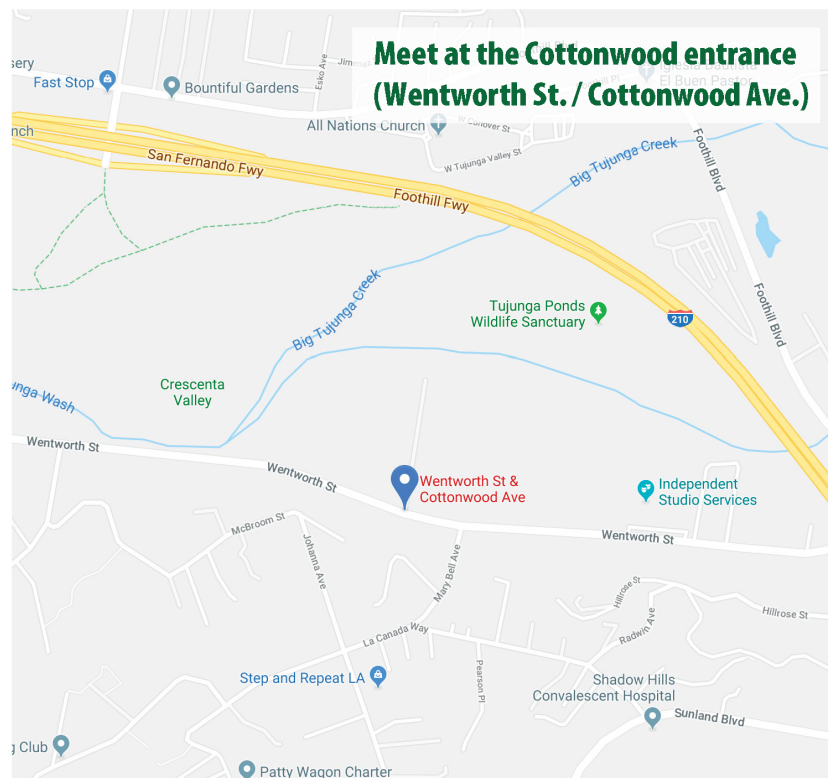 Meet at the Cottonwood entrance
(Wentworth St. / Cottonwood Ave.)
Fast Stop
Bountiful Gardens
Esko Ave
El Buen Pastor
All Nations Church
W Conover St
W Tujunga Valley St
San Fernando Fwy
Foothill Fwy
Big Tujunga Creek
Foothill Blvd
Big Tujunga Creek
Tujunga Ponds
Wildlife Sanctuary
210
Foothill Blvd
Crescenta
Valley
Wash
Wentworth St
Wentworth St
Wentworth St &
Cottonwood Ave
Independent
Studio Services
Wentworth St
McBroom St
Johanna Ave
Mary Bell Ave
Hillrose St
Hillrose St
Radwin Ave
La Canada Way
Pearson Pl
Step and Repeat LA
Shadow Hills
Convalescent Hospital
Sunland Blvd
Club
Patty Wagon Charter